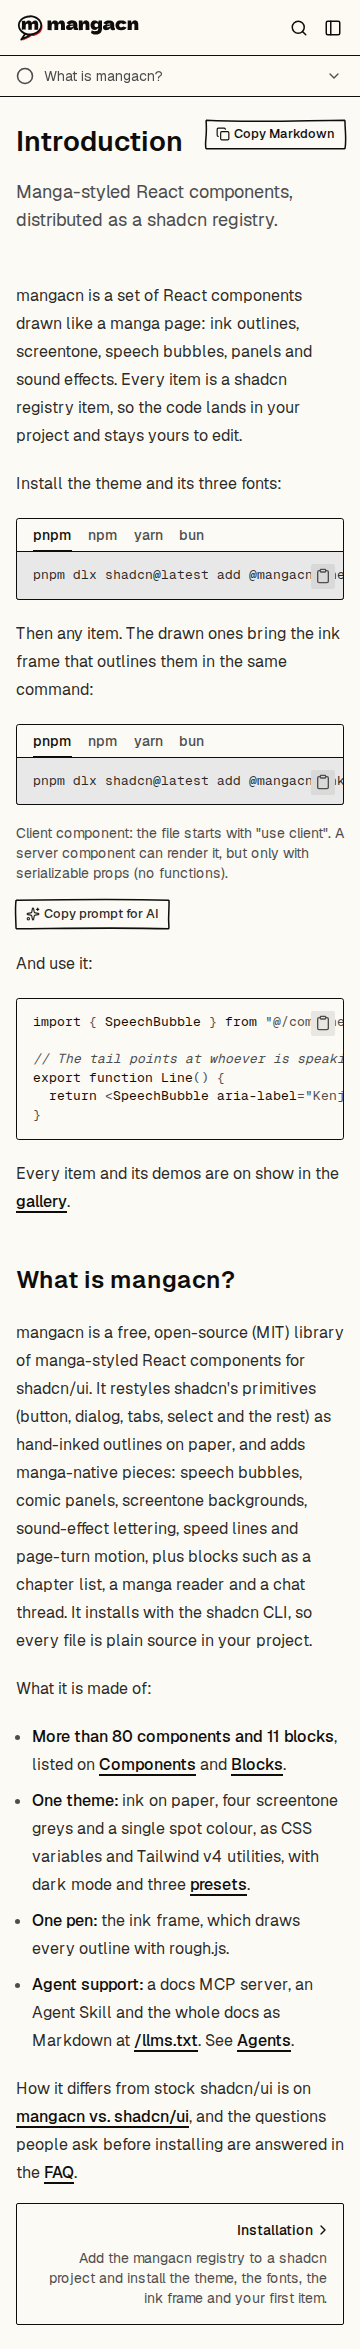 mangacn
What is mangacn?
Introduction
Copy Markdown
Manga-styled React components,
distributed as a shadcn registry.
mangacn is a set of React components
drawn like a manga page: ink outlines,
screentone, speech bubbles, panels and
sound effects. Every item is a shadcn
registry item, so the code lands in your
project and stays yours to edit.
Install the theme and its three fonts:
pnpm npm yarn bun
pnpm dlx shadcn@latest add @mangacn
Then any item. The drawn ones bring the ink
frame that outlines them in the same
command:
pnpm npm yarn bun
pnpm dlx shadcn@latest add @mangacn
Client component: the file starts with "use client". A
server component can render it, but only with
serializable props (no functions).
Copy prompt for AI
And use it:
import { SpeechBubble } from "@/com
// The tail points at whoever is speaki
export function Line() {
return <SpeechBubble aria-label="Kenj
}
Every item and its demos are on show in the
gallery.
What is mangacn?
mangacn is a free, open-source (MIT) library
of manga-styled React components for
shadcn/ui. It restyles shadcn's primitives
(button, dialog, tabs, select and the rest) as
hand-inked outlines on paper, and adds
manga-native pieces: speech bubbles,
comic panels, screentone backgrounds,
sound-effect lettering, speed lines and
page-turn motion, plus blocks such as a
chapter list, a manga reader and a chat
thread. It installs with the shadcn CLI, so
every file is plain source in your project.
What it is made of:
• More than 80 components and 11 blocks,
listed on Components and Blocks.
• One theme: ink on paper, four screentone
greys and a single spot colour, as CSS
variables and Tailwind v4 utilities, with
dark mode and three presets.
• One pen: the ink frame, which draws
every outline with rough.js.
• Agent support: a docs MCP server, an
Agent Skill and the whole docs as
Markdown at /llms.txt. See Agents.
How it differs from stock shadcn/ui is on
mangacn vs. shadcn/ui, and the questions
people ask before installing are answered in
the FAQ.
Installation
Add the mangacn registry to a shadcn
project and install the theme, the fonts, the
ink frame and your first item.